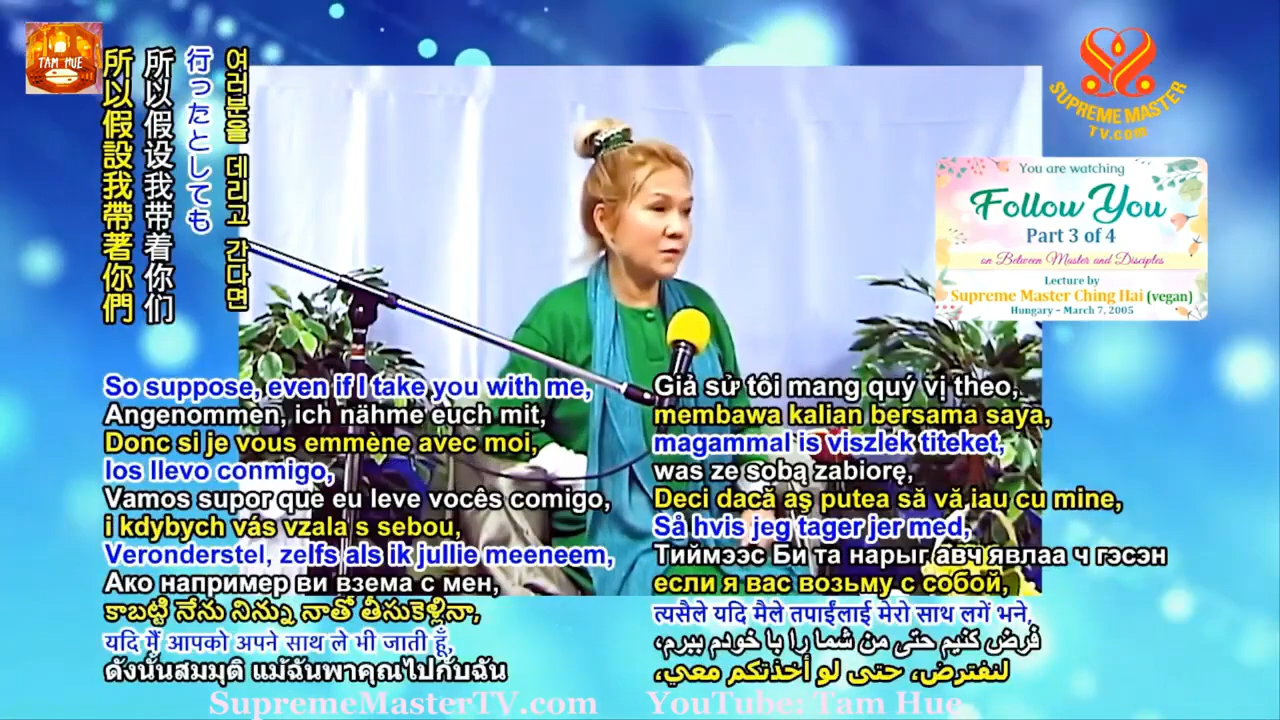 TAM HUE
所以假設我帶著你們
所以假设我带着你们
行ったとしても
여러분을 데리고 간다면
SUPREME MASTER
TV.com
You are watching
Follow You
Part 3 of 4
on Between Master and Disciples
Lecture by
Supreme Master Ching Hai (vegan)
Hungary – March 7, 2005
So suppose, even if I take you with me,
Angenommen, ich nähme euch mit,
Donc si je vous emmène avec moi,
los llevo conmigo,
Vamos supor que eu leve vocês comigo,
i kdybych vás vzala s sebou,
Veronderstel, zelfs als ik jullie meeneem,
Ако например ви взема с мен,
కాబట్టి నేను నిన్ను నాతో తీసుకెళ్లినా,
यदि मैं आपको अपने साथ ले भी जाती हूँ,
ดังนั้นสมมุติ แม้ฉันพาคุณไปกับฉัน
Giả sử tôi mang quý vị theo,
membawa kalian bersama saya,
magammal is viszlek titeket,
was ze sobą zabiorę,
Deci dacă aş putea să vă iau cu mine,
Så hvis jeg tager jer med,
Тиймээс Би та нарыг авч явлаа ч гэсэн
если я вас возьму с собой,
त्यसैले यदि मैले तपाईंलाई मेरो साथ लगें भने,
فرض کنیم حتی من شما را با خودم ببرم،
لنفترض، حتى لو أخذتكم معي،
SupremeMasterTV.com
YouTube: Tam Hue